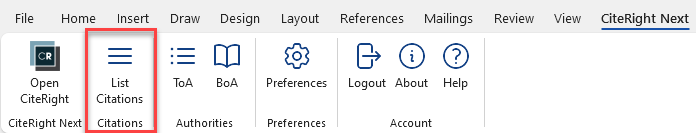 File Home Insert Draw Design Layout References Mailings Review View CiteRight Next
CR
Open CiteRight
List Citations
ToA
BoA
Preferences
Logout
About
Help
CiteRight Next
Citations
Authorities
Preferences
Account